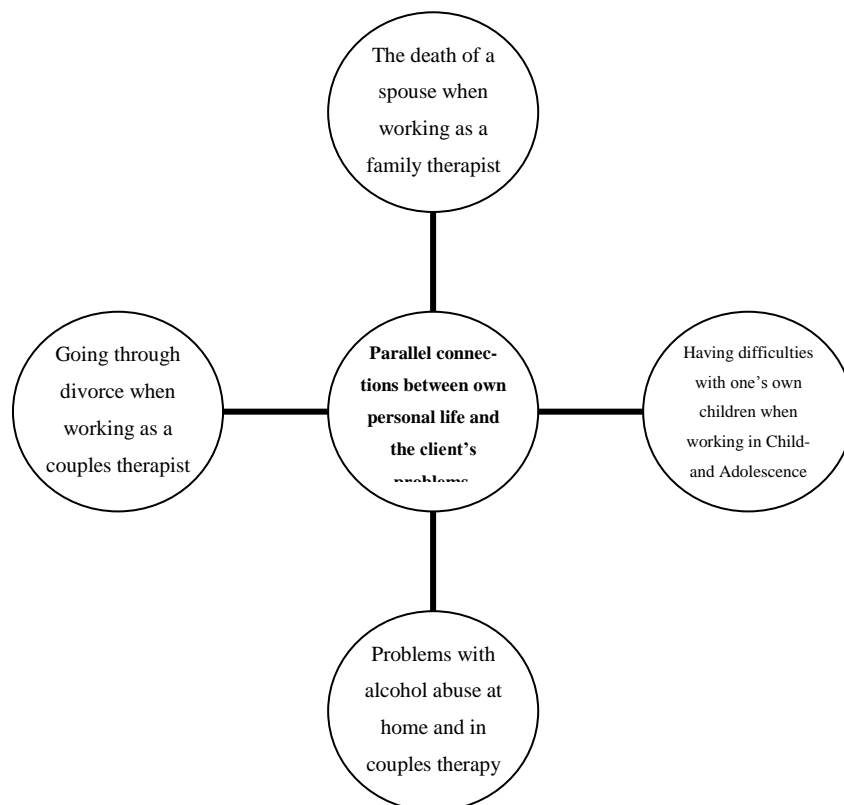 The death of a
spouse when
working as a
family therapist
Going through
divorce when
working as a
couples therapist
Parallel connec-
tions between own
personal life and
the client’s
problems
Having difficulties
with one’s own
children when
working in Child-
and Adolescence
Problems with
alcohol abuse at
home and in
couples therapy